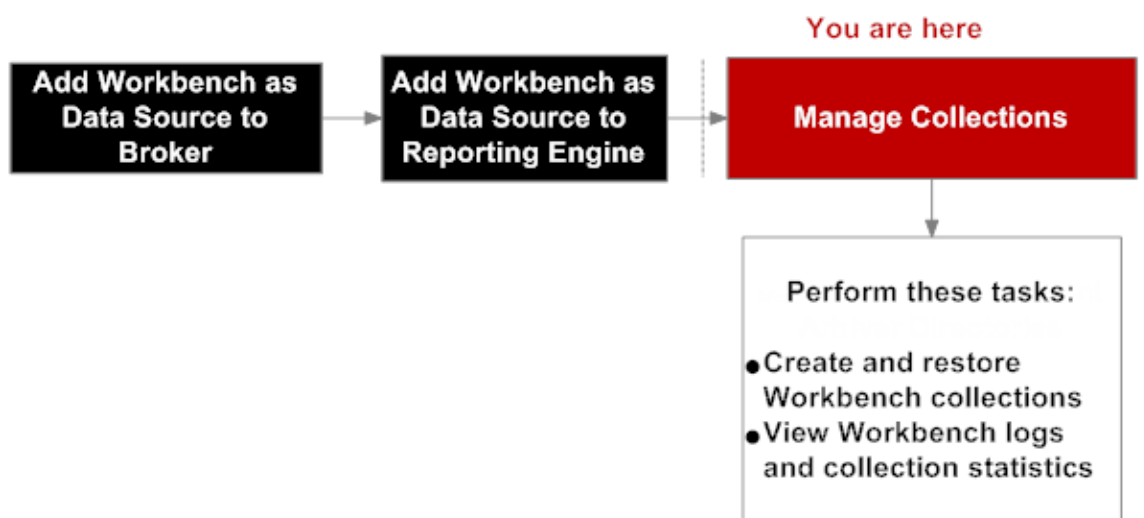 You are here
Add Workbench as
Data Source to
Broker
Add Workbench as
Data Source to
Reporting Engine
Manage Collections
Perform these tasks:
●Create and restore
Workbench collections
●View Workbench logs
and collection statistics